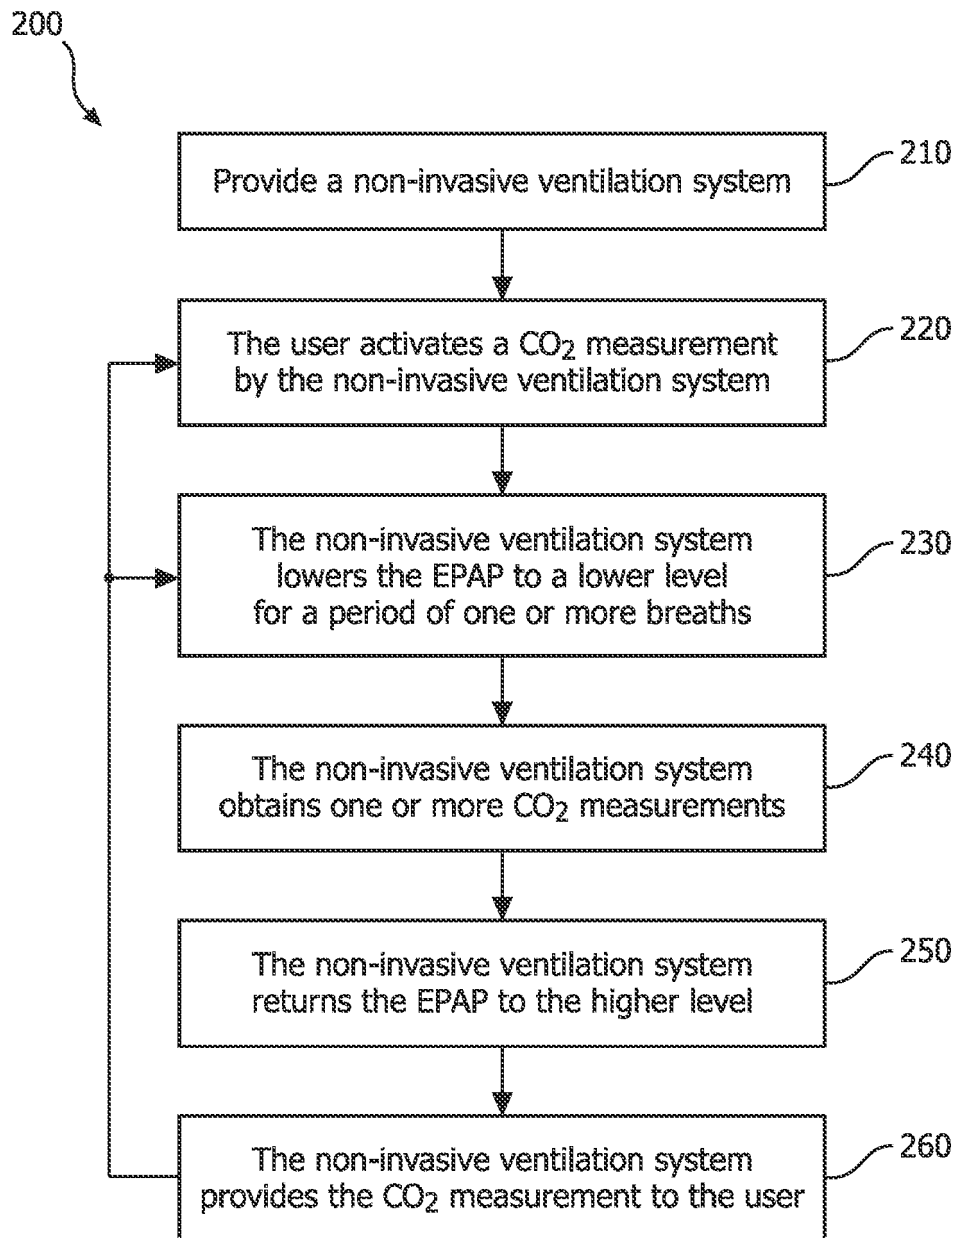 200
210
Provide a non-invasive ventilation system
220
The user activates a CO₂ measurement
by the non-invasive ventilation system
230
The non-invasive ventilation system
lowers the EPAP to a lower level
for a period of one or more breaths
240
The non-invasive ventilation system
obtains one or more CO₂ measurements
250
The non-invasive ventilation system
returns the EPAP to the higher level
260
The non-invasive ventilation system
provides the CO₂ measurement to the user